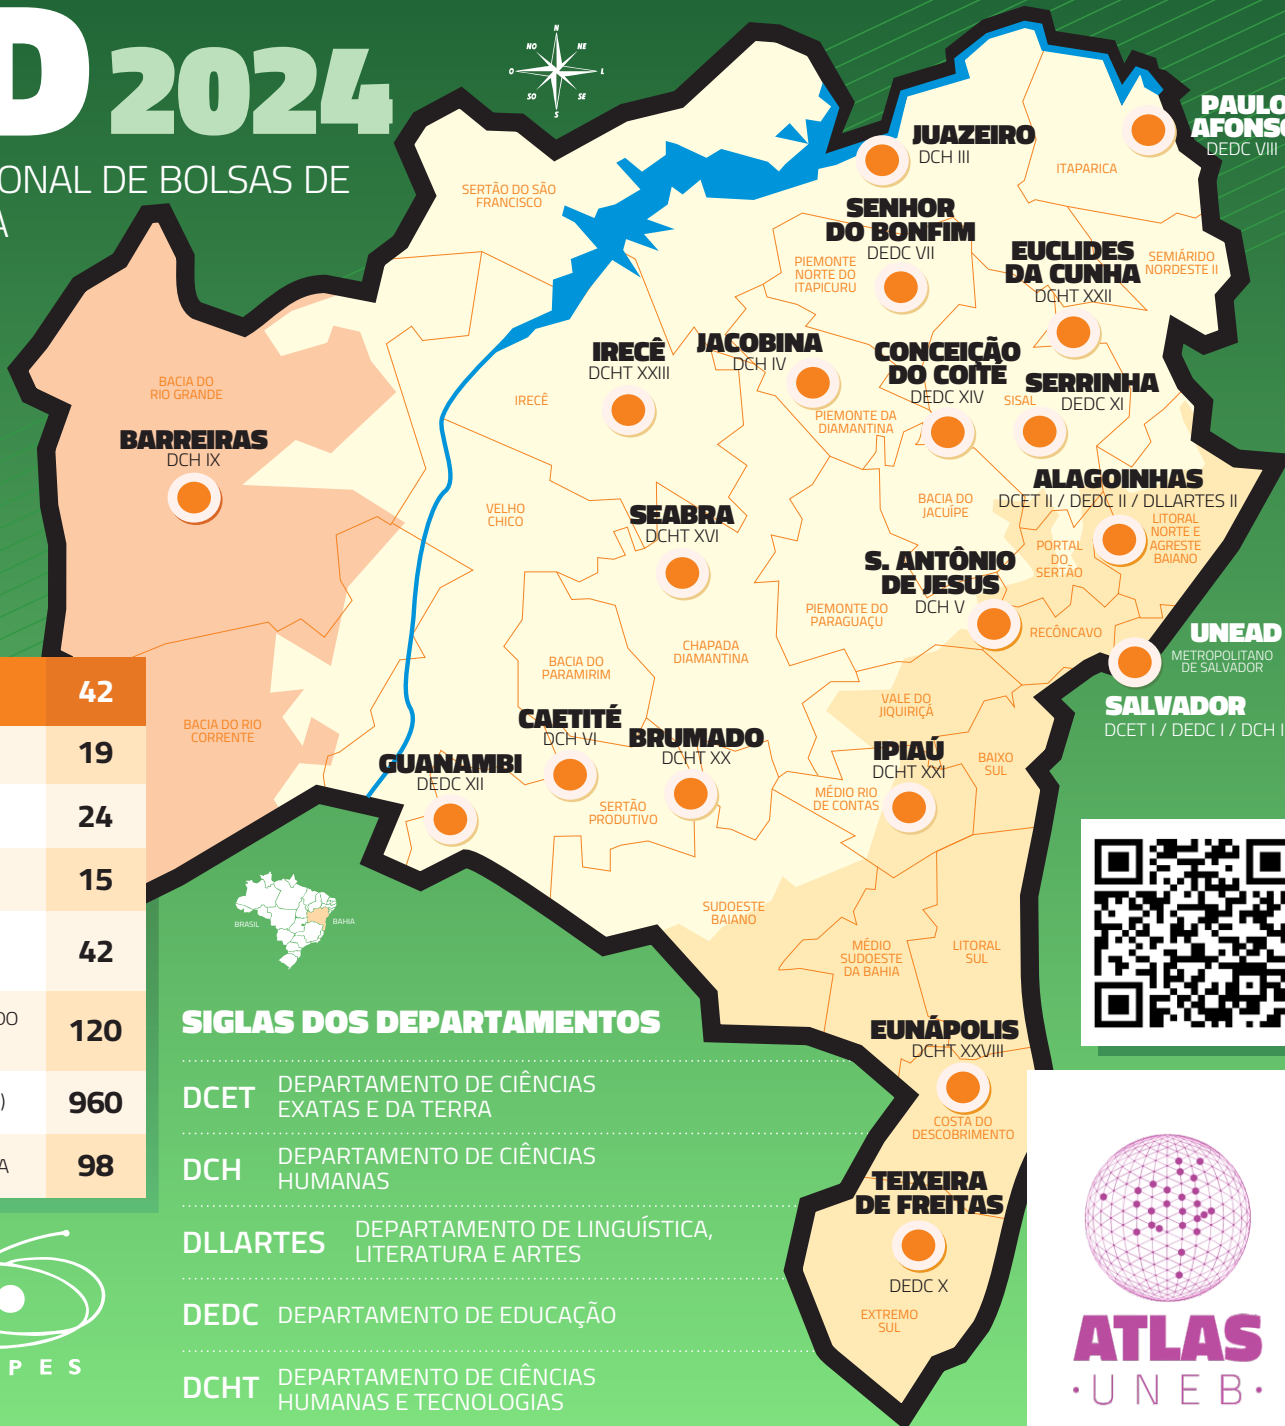 D 2024
ONAL DE BOLSAS DE
A
N
NO
NE
O
L
SO
SE
S
PAULO
AFONSO
DEDC VIII
JUAZEIRO
DCH III
ITAPARICA
SERTÃO DO SÃO
FRANCISCO
SENHOR
DO BONFIM
DEDC VII
PIEMONTE
NORTE DO
ITAPICURU
EUCLIDES
DA CUNHA
DCHT XXII
SEMIÁRIDO
NORDESTE II
IRECÊ
DCHT XXIII
JACOBINA
DCH IV
CONCEIÇÃO
DO COITÉ
DEDC XIV
SISAL
SERRINHA
DEDC XI
BACIA DO
RIO GRANDE
IRECÊ
PIEMONTE DA
DIAMANTINA
BARREIRAS
DCH IX
ALAGOINHAS
DCET II / DEDC II / DLLARTES II
VELHO
CHICO
SEABRA
DCHT XVI
BACIA DO
JACUÍPE
LITORAL
NORTE E
AGRESTE
BAIANO
PORTAL
DO
SERTÃO
S. ANTÔNIO
DE JESUS
DCH V
PIEMONTE DO
PARAGUAÇU
RECÔNCAVO
UNEAD
METROPOLITANO
DE SALVADOR
CHAPADA
DIAMANTINA
BACIA DO
PARAMIRIM
SALVADOR
DCET I / DEDC I / DCH I
VALE DO
JIQUIRIÇÁ
BACIA DO RIO
CORRENTE
CAETITÉ
DCH VI
BRUMADO
DCHT XX
GUANAMBI
DEDC XII
IPIAÚ
DCHT XXI
BAIXO
SUL
MÉDIO RIO
DE CONTAS
SERTÃO
PRODUTIVO
42
19
24
15
42
DO
120
)
960
A
98
BRASIL
BAHIA
SUDOESTE
BAIANO
MÉDIO
SUDOESTE
DA BAHIA
LITORAL
SUL
EUNÁPOLIS
DCHT XXVIII
COSTA DO
DESCOBRIMENTO
TEIXEIRA
DE FREITAS
DEDC X
EXTREMO
SUL
SIGLAS DOS DEPARTAMENTOS
DCET DEPARTAMENTO DE CIÊNCIAS
EXATAS E DA TERRA
DCH DEPARTAMENTO DE CIÊNCIAS
HUMANAS
DLLARTES DEPARTAMENTO DE LINGUÍSTICA,
LITERATURA E ARTES
DEDC DEPARTAMENTO DE EDUCAÇÃO
DCHT DEPARTAMENTO DE CIÊNCIAS
HUMANAS E TECNOLOGIAS
PES
ATLAS
·UNEB·